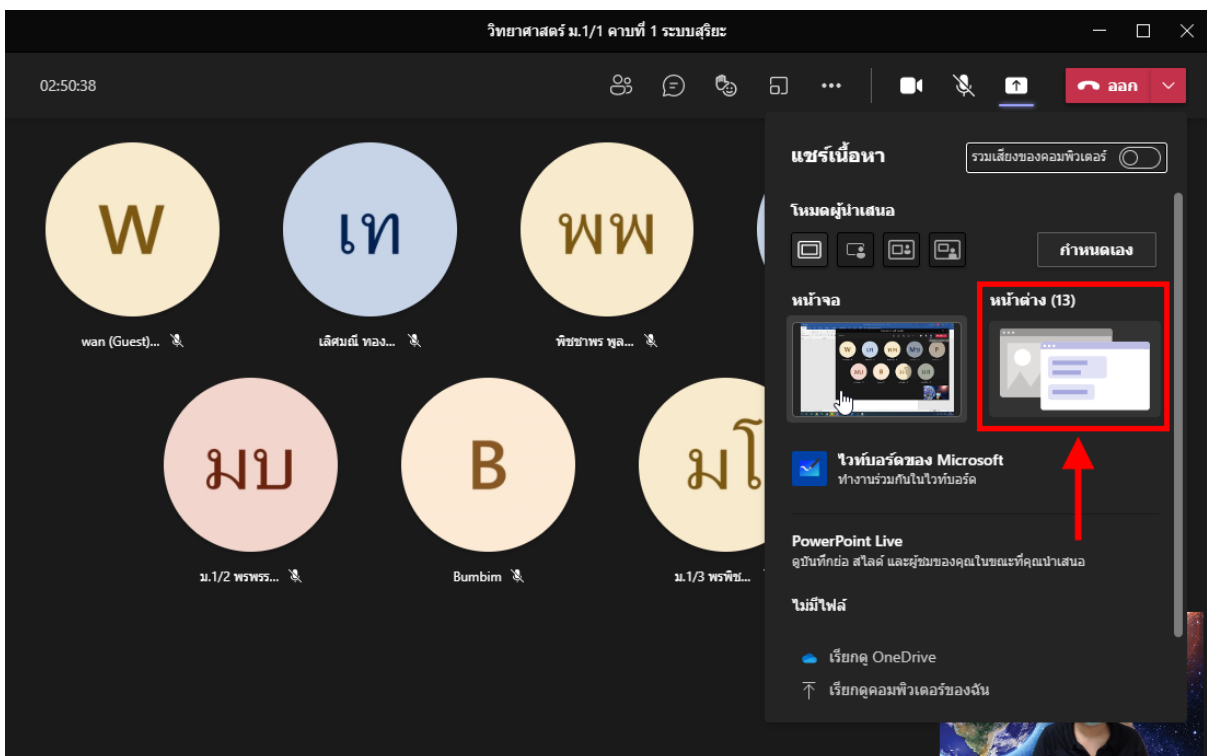 วิทยาศาสตร์ ม.1/1 คาบที่ 1 ระบบสุริยะ
02:50:38
ออก
แชร์เนื้อหา
รวมเสียงของคอมพิวเตอร์
โหมดผู้นำเสนอ
กำหนดเอง
หน้าจอ
หน้าต่าง (13)
W
เท
พพ
wan (Guest)...
เลิศมณี ทอง...
พิชชาพร พูล...
มบ
B
มโ
ม.1/2 พรพรร...
Bumbim
ม.1/3 พรพิช...
ไวท์บอร์ดของ Microsoft
ทำงานร่วมกันในไวท์บอร์ด
PowerPoint Live
ดูบันทึกย่อ สไลด์ และผู้ชมของคุณในขณะที่คุณนำเสนอ
ไม่มีไฟล์
เรียกดู OneDrive
เรียกดูคอมพิวเตอร์ของฉัน